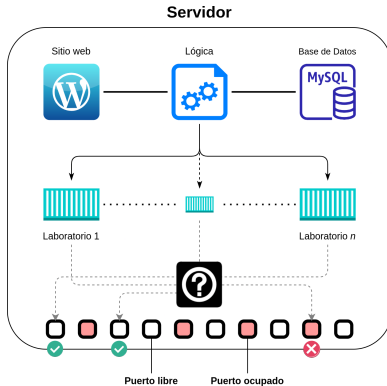 Servidor
Sitio web
Lógica
Base de Datos
MySQL
Laboratorio 1
Laboratorio n
Puerto libre
Puerto ocupado